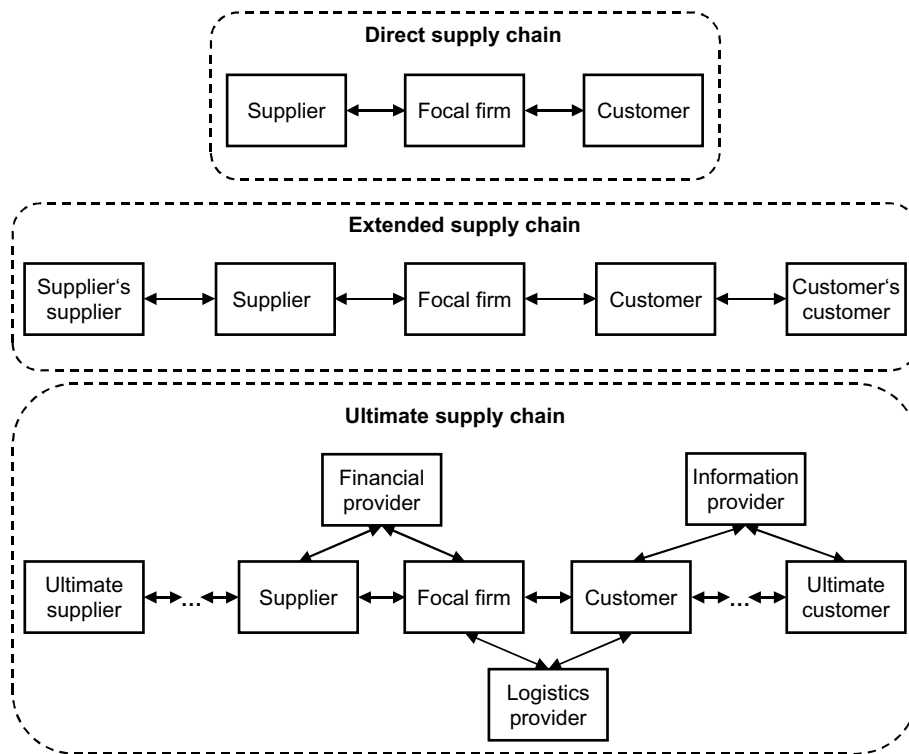 Direct supply chain
Supplier
Focal firm
Customer
Extended supply chain
Supplier‘s
supplier
Supplier
Focal firm
Customer
Customer‘s
customer
Ultimate supply chain
Financial
provider
Information
provider
Ultimate
supplier
...
Supplier
Focal firm
Customer
...
Ultimate
customer
Logistics
provider